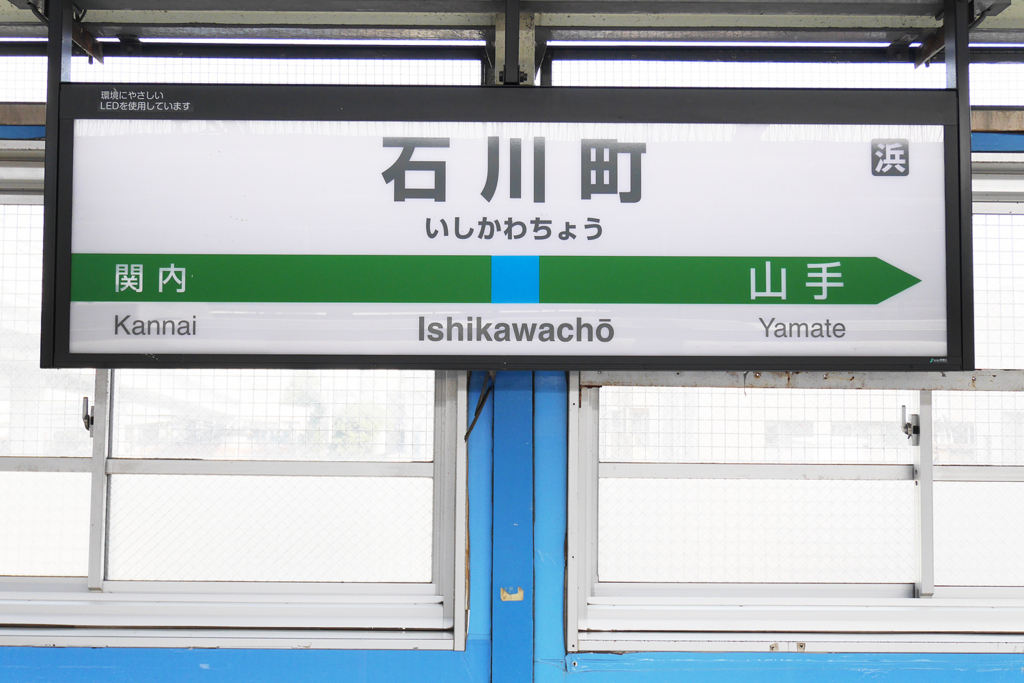 環境にやさしい
LEDを使用しています
石川町
浜
いしかわちょう
関内
山手
Kannai
Ishikawachō
Yamate